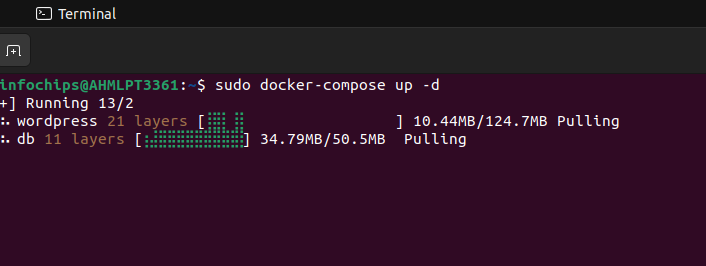 Terminal
infochips@AHMLPT3361:~$ sudo docker-compose up -d
+] Running 13/2
wordpress 21 layers [⣿⣿⡀⣿                ] 10.44MB/124.7MB Pulling
db 11 layers [⣠⣿⣿⣿⣿⣿⣿⣿⣿⣿⣿] 34.79MB/50.5MB  Pulling